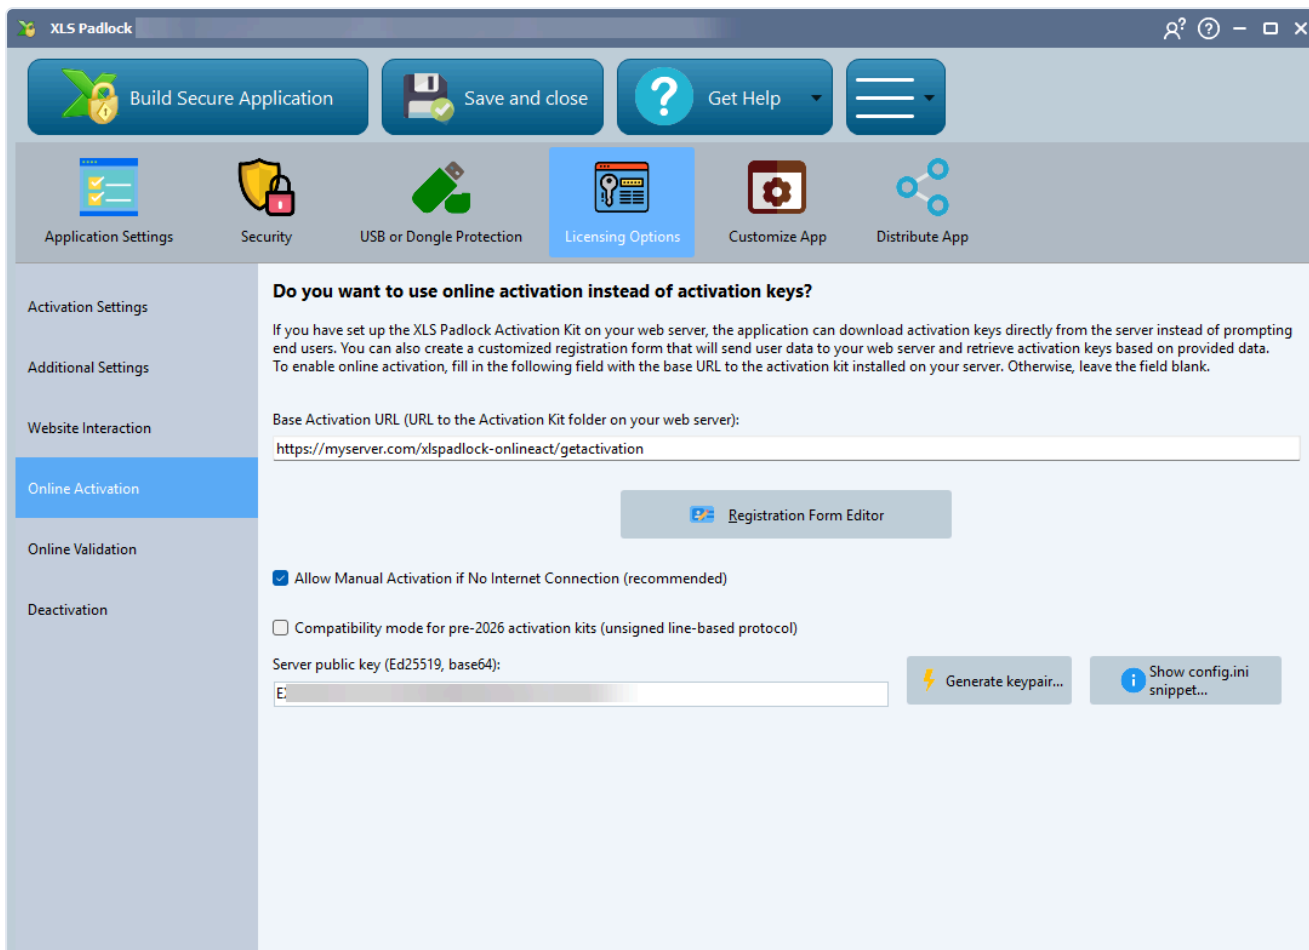 XLS Padlock
Build Secure Application
Save and close
Get Help
Application Settings
Security
USB or Dongle Protection
Licensing Options
Customize App
Distribute App
Activation Settings
Additional Settings
Website Interaction
Online Activation
Online Validation
Deactivation
Do you want to use online activation instead of activation keys?
If you have set up the XLS Padlock Activation Kit on your web server, the application can download activation keys directly from the server instead of prompting
end users. You can also create a customized registration form that will send user data to your web server and retrieve activation keys based on provided data.
To enable online activation, fill in the following field with the base URL to the activation kit installed on your server. Otherwise, leave the field blank.
Base Activation URL (URL to the Activation Kit folder on your web server):
https://myserver.com/xlspadlock-onlineact/getactivation
Registration Form Editor
Allow Manual Activation if No Internet Connection (recommended)
Compatibility mode for pre-2026 activation kits (unsigned line-based protocol)
Server public key (Ed25519, base64):
Generate keypair...
Show config.ini
snippet...